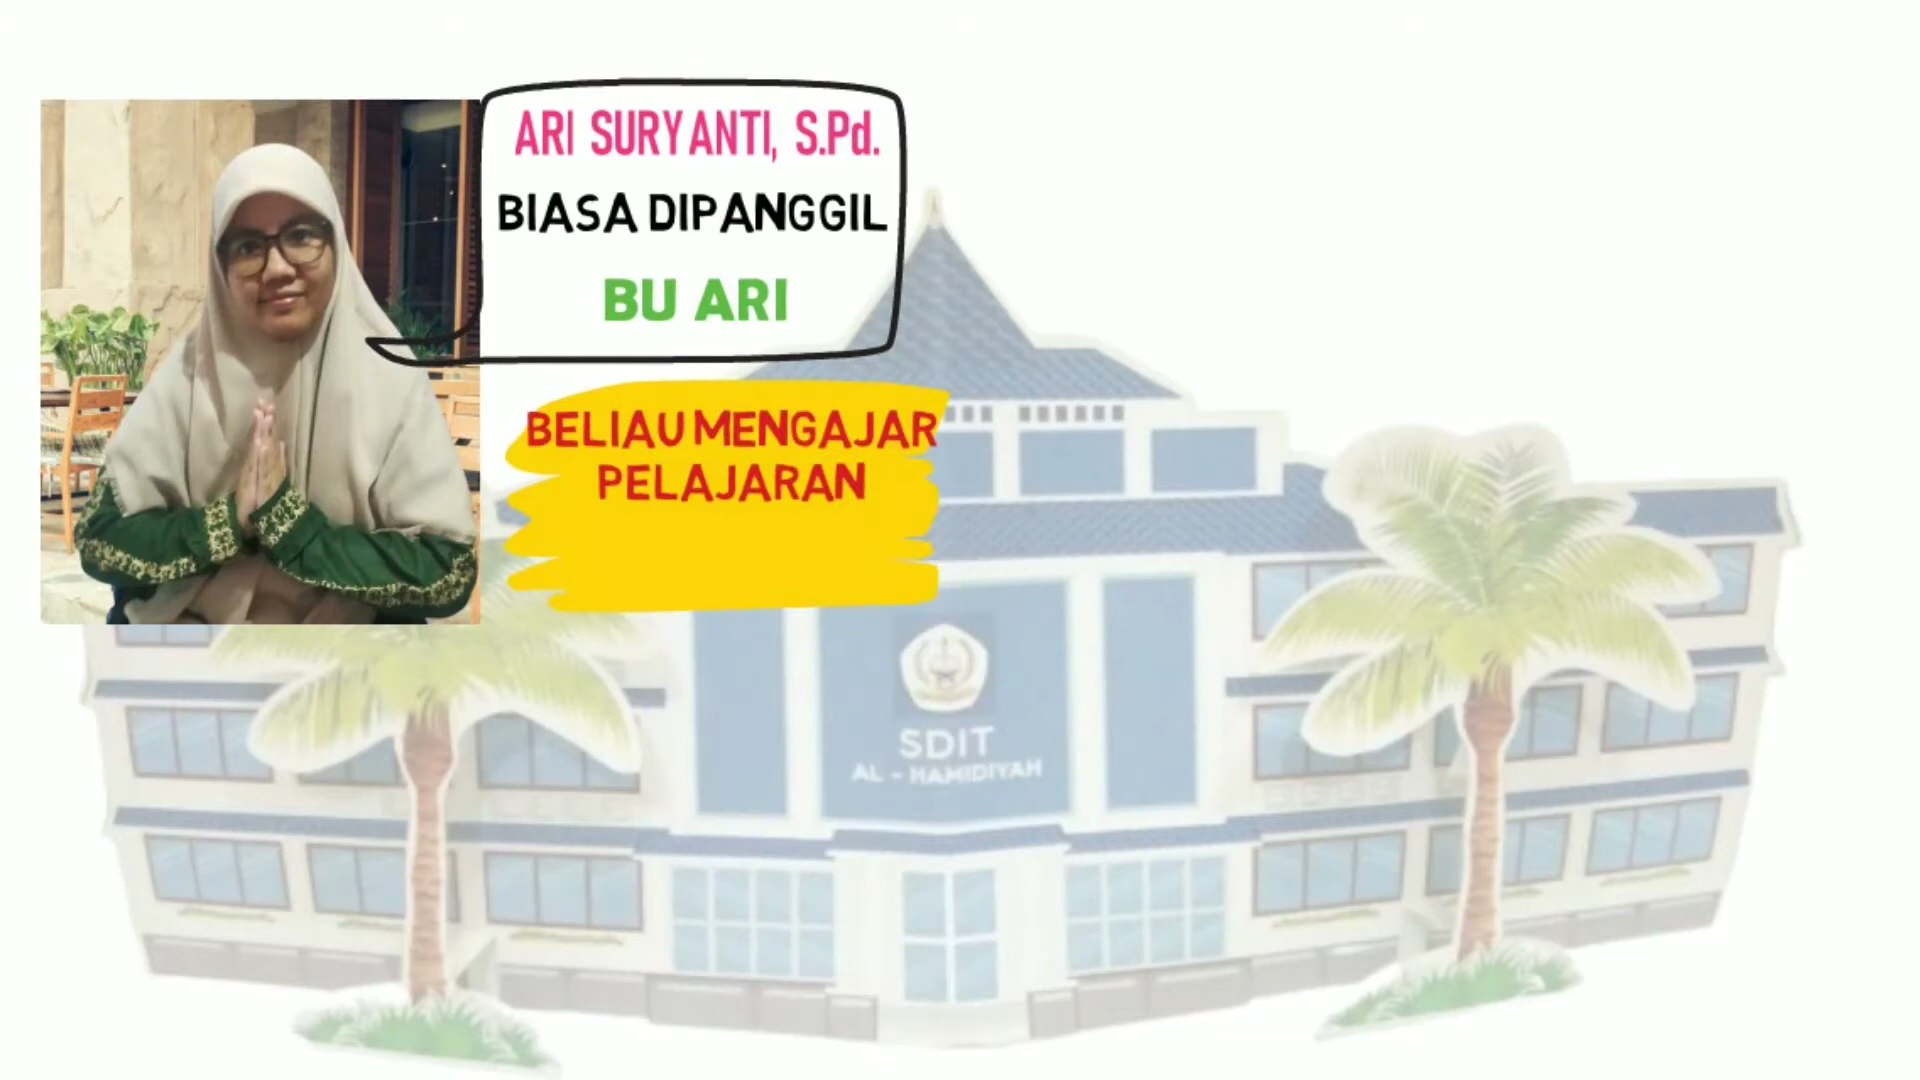 ARI SURYANTI, S.Pd.
BIASA DIPANGGIL
BU ARI
BELIAU MENGAJAR
PELAJARAN
SDIT
AL - HAMIDIYAH